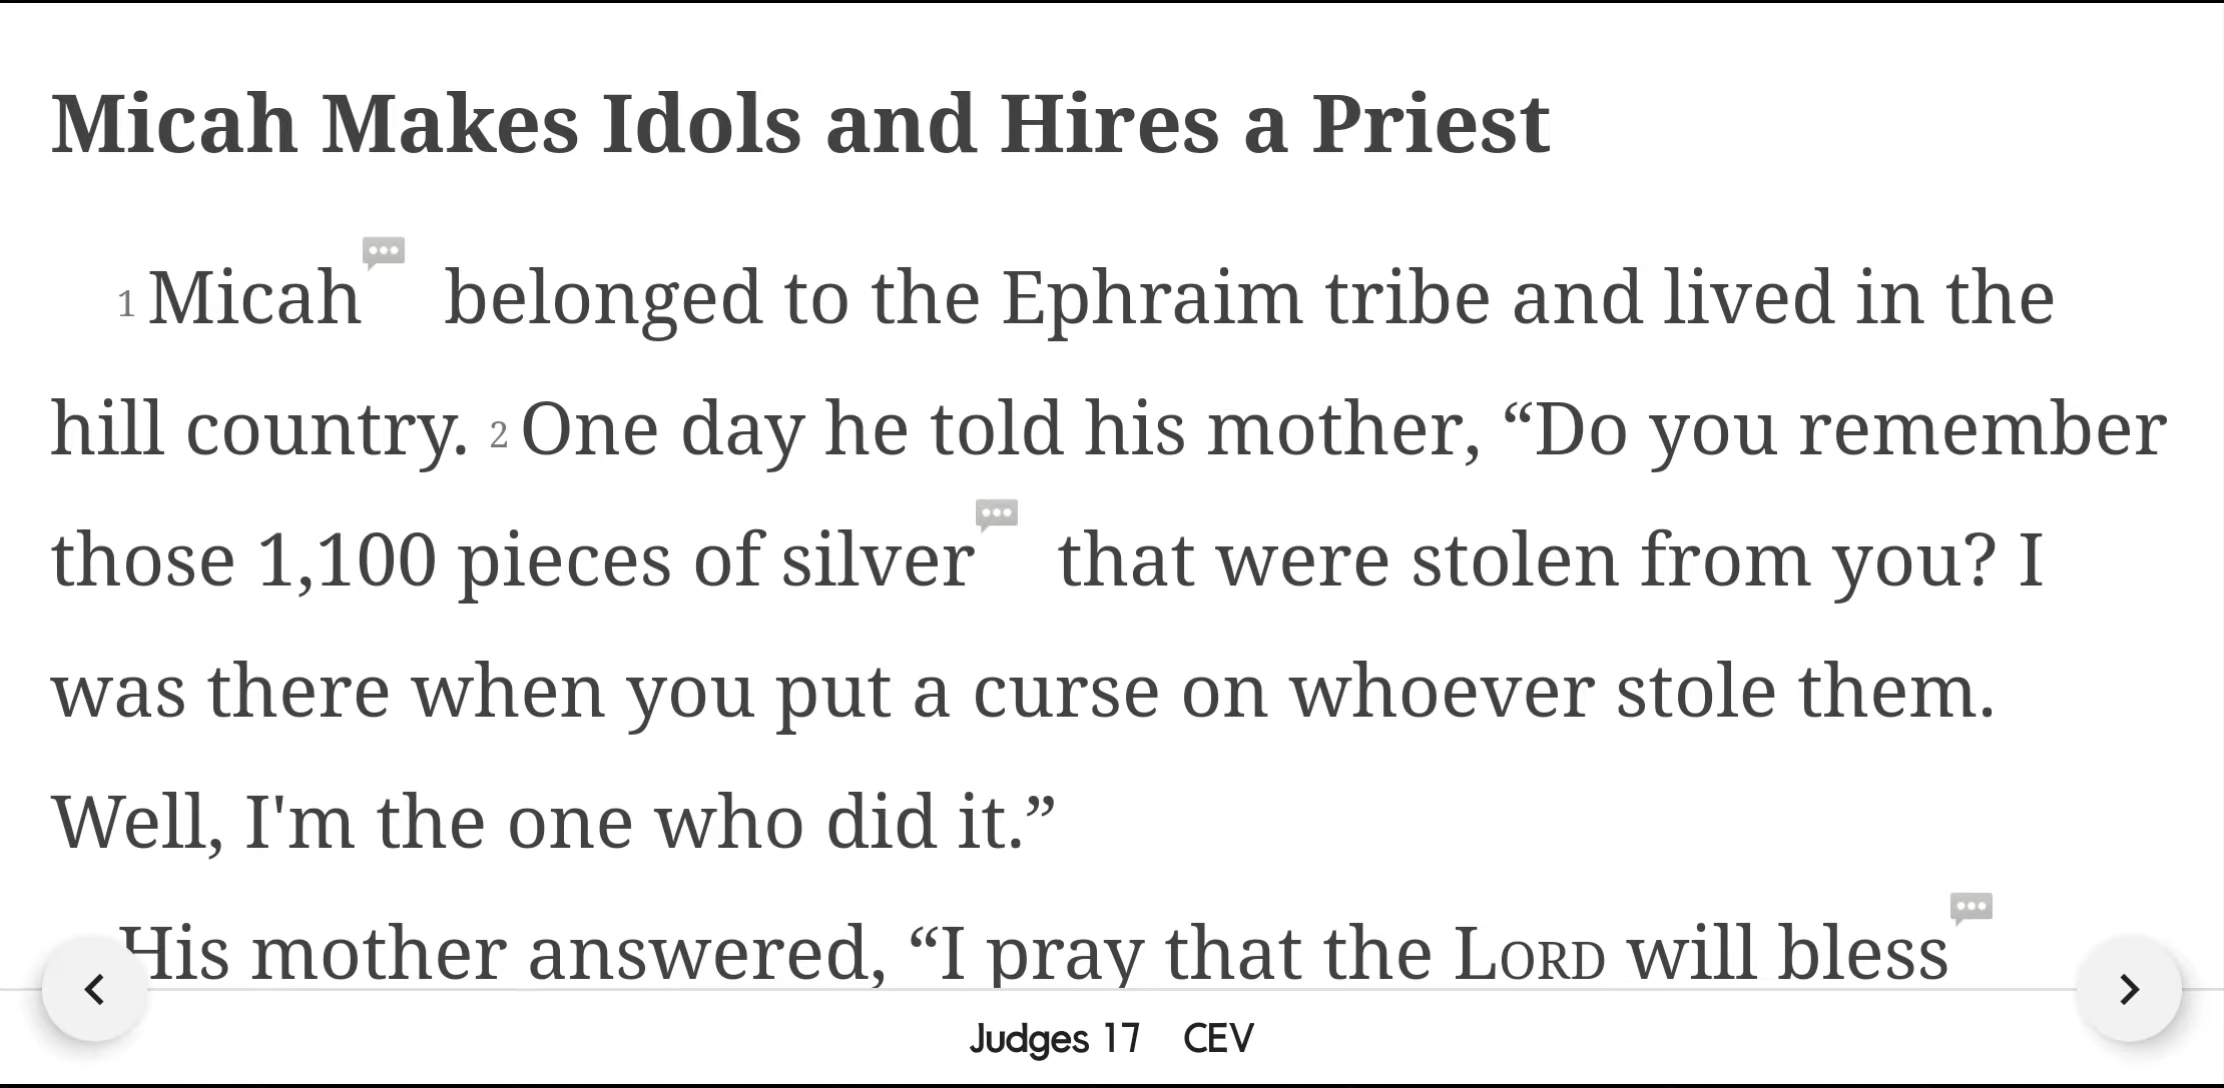 Micah Makes Idols and Hires a Priest
1 Micah belonged to the Ephraim tribe and lived in the
hill country. 2 One day he told his mother, “Do you remember
those 1,100 pieces of silver that were stolen from you? I
was there when you put a curse on whoever stole them.
Well, I'm the one who did it.”
His mother answered, “I pray that the LORD will bless
Judges 17 CEV